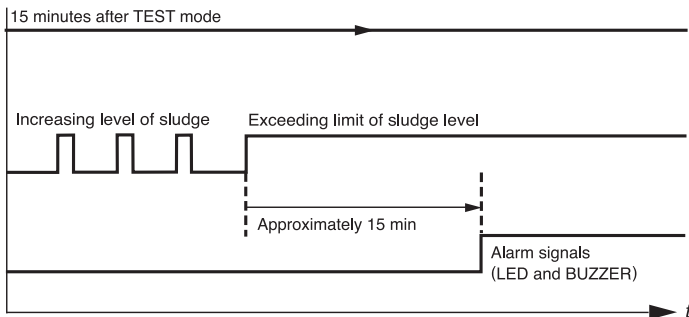 15 minutes after TEST mode
Increasing level of sludge
Exceeding limit of sludge level
Approximately 15 min
Alarm signals
(LED and BUZZER)
t